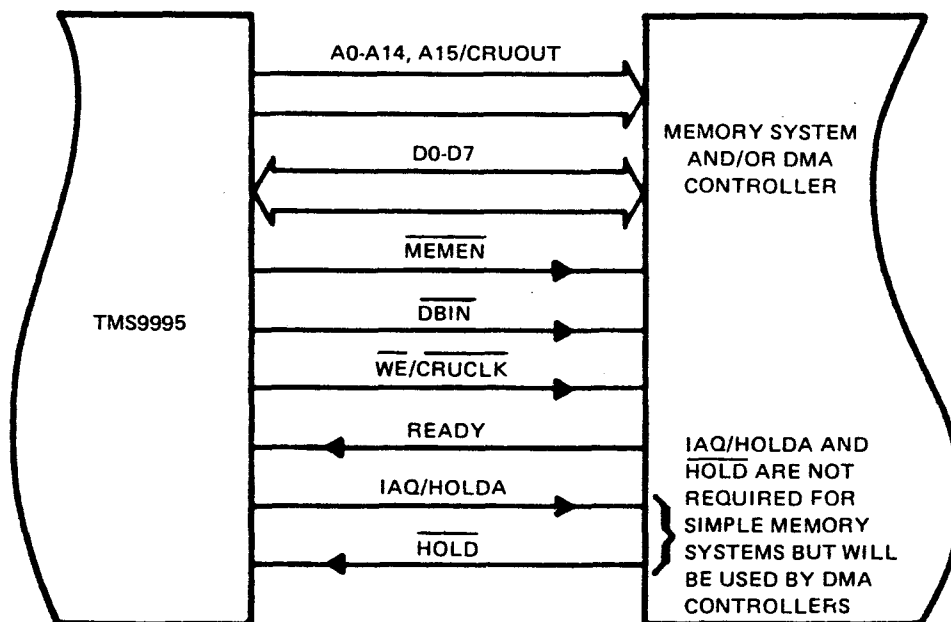 A0-A14, A15/CRUOUT
MEMORY SYSTEM
AND/OR DMA
CONTROLLER
D0-D7
MEMEN
TMS9995
DBIN
WE/CRUCLK
READY
IAQ/HOLDA
HOLD
IAQ/HOLDA AND
HOLD ARE NOT
REQUIRED FOR
SIMPLE MEMORY
SYSTEMS BUT WILL
BE USED BY DMA
CONTROLLERS